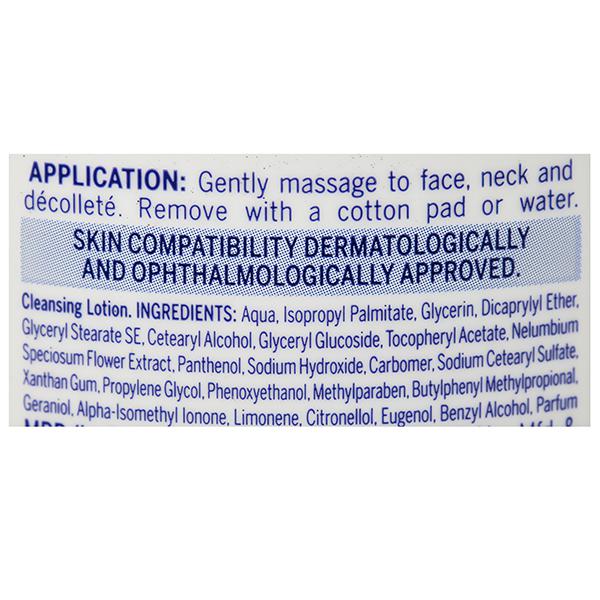 APPLICATION: Gently massage to face, neck and
décolleté. Remove with a cotton pad or water.
SKIN COMPATIBILITY DERMATOLOGICALLY
AND OPHTHALMOLOGICALLY APPROVED.
Cleansing Lotion. INGREDIENTS: Aqua, Isopropyl Palmitate, Glycerin, Dicaprylyl Ether,
Glyceryl Stearate SE, Cetearyl Alcohol, Glyceryl Glucoside, Tocopheryl Acetate, Nelumbium
Speciosum Flower Extract, Panthenol, Sodium Hydroxide, Carbomer, Sodium Cetearyl Sulfate,
Xanthan Gum, Propylene Glycol, Phenoxyethanol, Methylparaben, Butylphenyl Methylpropional,
Geraniol, Alpha-Isomethyl Ionone, Limonene, Citronellol, Eugenol, Benzyl Alcohol, Parfum